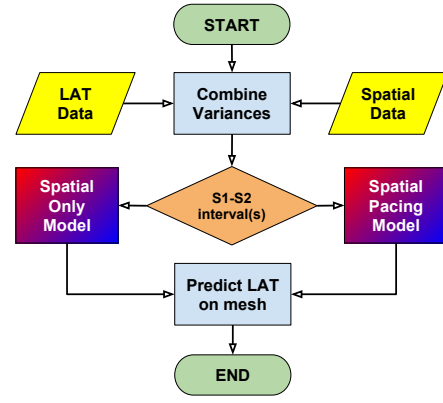 START
LAT
Data
Combine
Variances
Spatial
Data
Spatial
Only
Model
S1-S2
interval(s)
Spatial
Pacing
Model
Predict LAT
on mesh
END